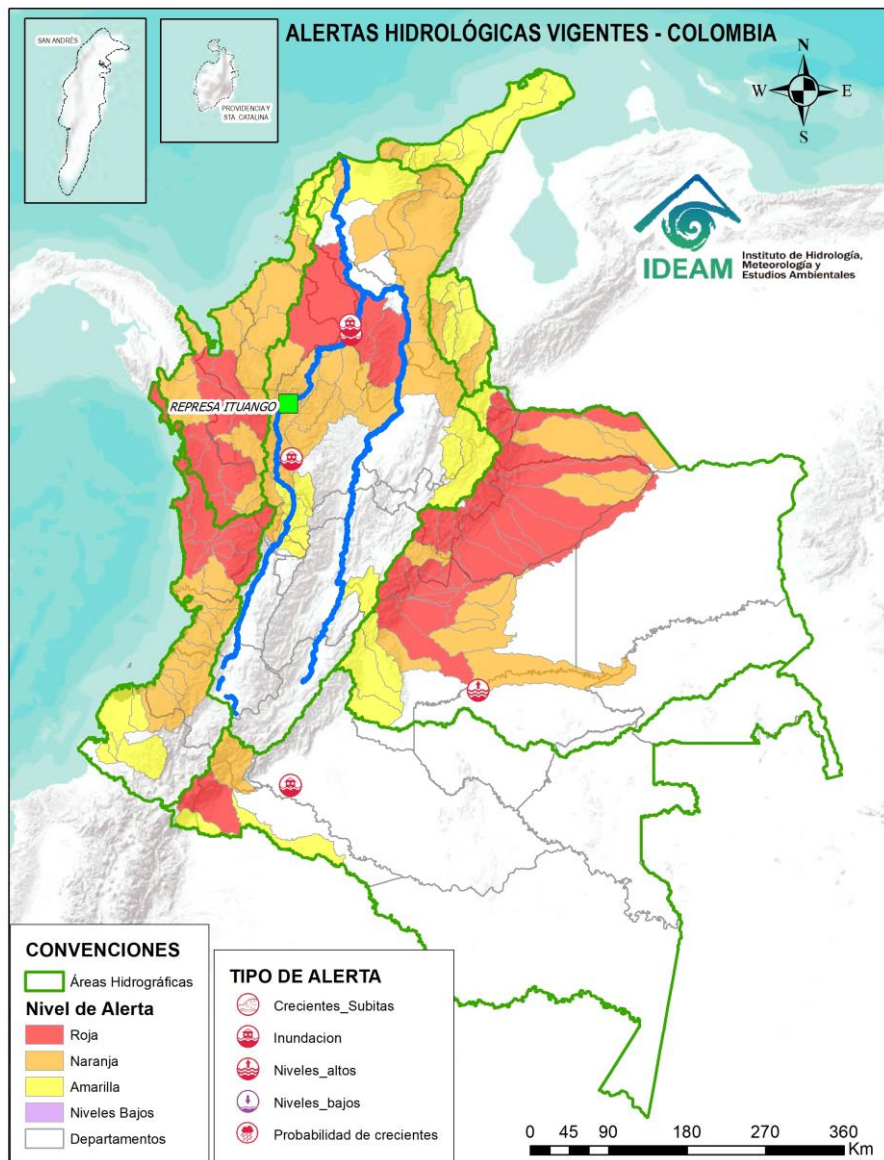 ALERTAS HIDROLÓGICAS VIGENTES - COLOMBIA
SAN ANDRÉS
PROVIDENCIA Y
STA. CATALINA
N
W
E
S
IDEAM
Instituto de Hidrología,
Meteorología y
Estudios Ambientales
REPRESA ITUANGO
CONVENCIONES
Áreas Hidrográficas
Nivel de Alerta
Roja
Naranja
Amarilla
Niveles Bajos
Departamentos
TIPO DE ALERTA
Crecientes_Subitas
Inundacion
Niveles_altos
Niveles_bajos
Probabilidad de crecientes
0 45 90 180 270 360
Km